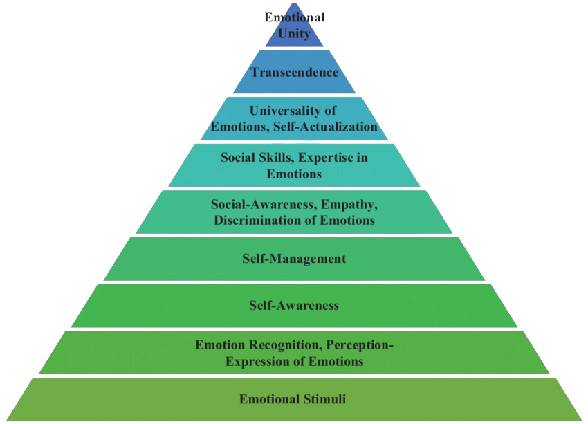 Emotional
Unity
Transcendence
Universality of
Emotions, Self-Actualization
Social Skills, Expertise in
Emotions
Social-Awareness, Empathy,
Discrimination of Emotions
Self-Management
Self-Awareness
Emotion Recognition, Perception-
Expression of Emotions
Emotional Stimuli